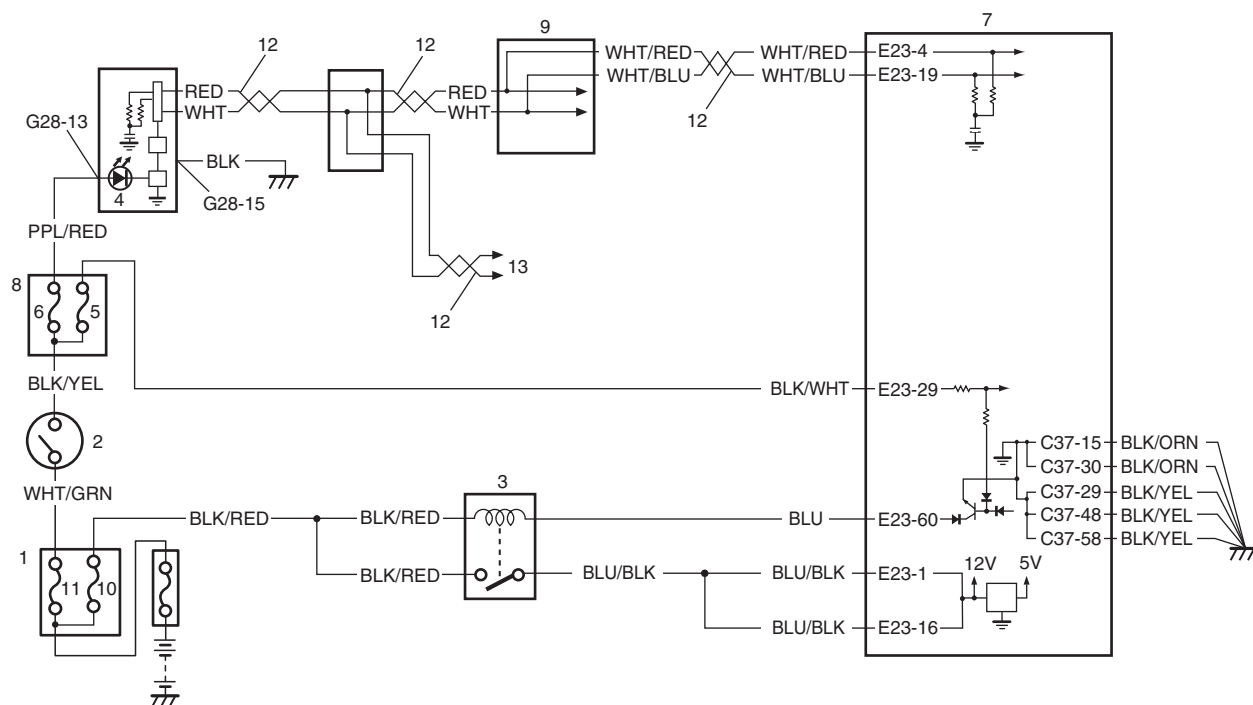 12
12
9
7
RED
WHT
RED
WHT
WHT/RED
WHT/BLU
WHT/RED
WHT/BLU
E23-4
E23-19
12
G28-13
4
BLK
G28-15
PPL/RED
13
12
8
6
5
BLK/YEL
BLK/WHT
E23-29
2
WHT/GRN
3
C37-15
BLK/ORN
C37-30
BLK/ORN
C37-29
BLK/YEL
C37-48
BLK/YEL
C37-58
BLK/YEL
BLK/RED
BLK/RED
BLU
E23-60
1
11
10
BLK/RED
BLU/BLK
BLU/BLK
E23-1
12V
5V
BLU/BLK
E23-16